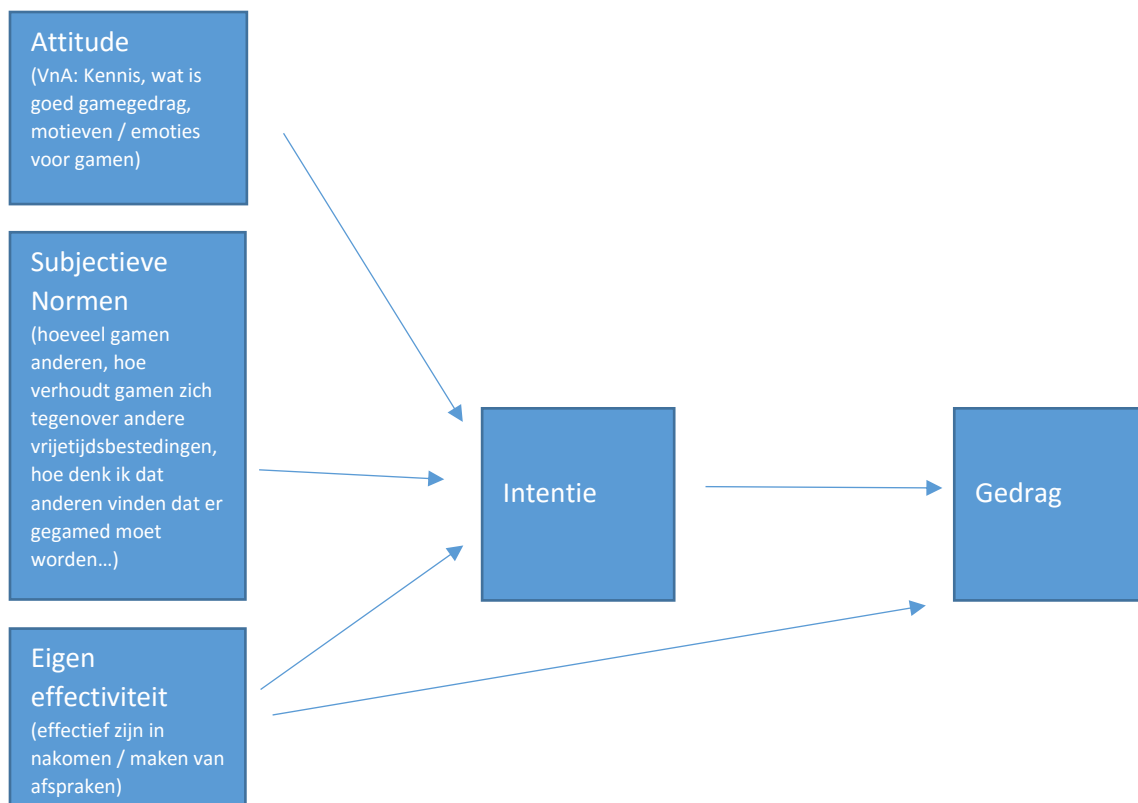 Attitude
(VnA: Kennis, wat is
goed gamegedrag,
motieven / emoties
voor gamen)
Subjectieve
Normen
(hoeveel gamen
anderen, hoe
verhoudt gamen zich
tegenover andere
vrijetijdsbestedingen,
hoe denk ik dat
anderen vinden dat er
gegamed moet
worden…)
Intentie
Gedrag
Eigen
effectiviteit
(effectief zijn in
nakomen / maken van
afspraken)